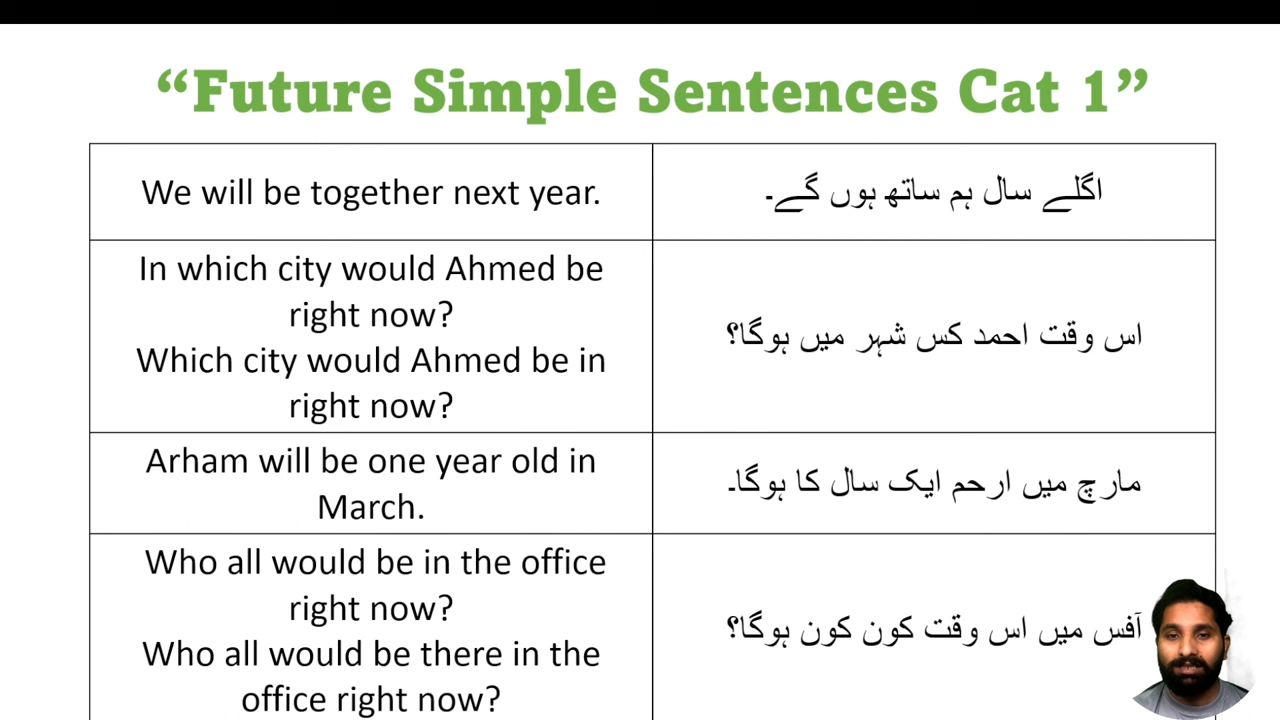 “Future Simple Sentences Cat 1”
We will be together next year.
اگلے سال ہم ساتھ ہوں گے۔
In which city would Ahmed be
right now?
Which city would Ahmed be in
right now?
اس وقت احمد کس شہر میں ہوگا؟
Arham will be one year old in
March.
مارچ میں ارحم ایک سال کا ہوگا۔
Who all would be in the office
right now?
Who all would be there in the
office right now?
آفس میں اس وقت کون کون ہوگا؟